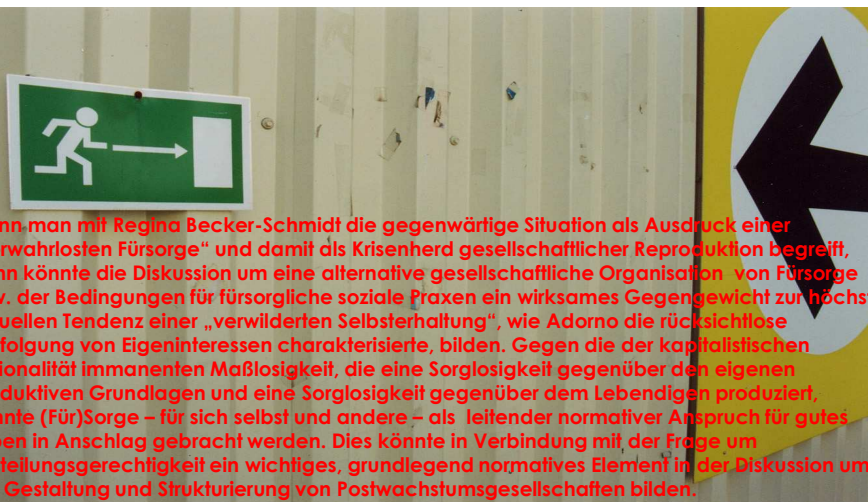 nn man mit Regina Becker-Schmidt die gegenwärtige Situation als Ausdruck einer
rwahrlosten Fürsorge“ und damit als Krisenherd gesellschaftlicher Reproduktion begreift,
nn könnte die Diskussion um eine alternative gesellschaftliche Organisation von Fürsorge
v. der Bedingungen für fürsorgliche soziale Praxen ein wirksames Gegengewicht zur höchst
uellen Tendenz einer „verwilderten Selbsterhaltung“, wie Adorno die rücksichtlose
folgung von Eigeninteressen charakterisierte, bilden. Gegen die der kapitalistischen
ionalität immanenten Maßlosigkeit, die eine Sorglosigkeit gegenüber den eigenen
duktiven Grundlagen und eine Sorglosigkeit gegenüber dem Lebendigen produziert,
nnte (Für)Sorge – für sich selbst und andere – als leitender normativer Anspruch für gutes
ben in Anschlag gebracht werden. Dies könnte in Verbindung mit der Frage um
teilungsgerechtigkeit ein wichtiges, grundlegend normatives Element in der Diskussion um
Gestaltung und Strukturierung von Postwachstumsgesellschaften bilden.